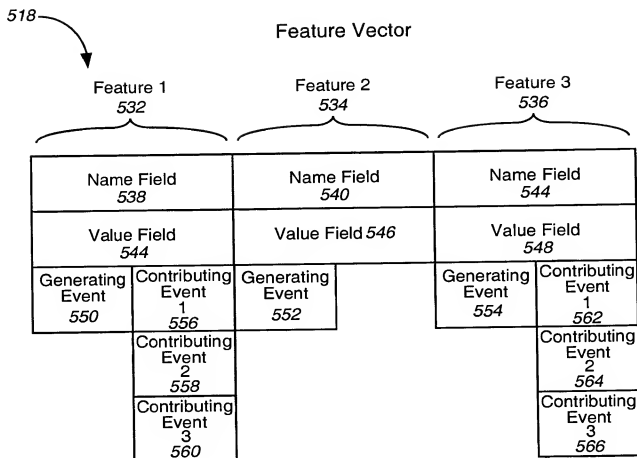 518
Feature Vector
Feature 1
532
Feature 2
534
Feature 3
536
Name Field
538
Name Field
540
Name Field
544
Value Field
544
Value Field 546
Value Field
548
Generating
Event
550
Contributing
Event
1
556
Generating
Event
552
Generating
Event
554
Contributing
Event
1
562
Contributing
Event
2
558
Contributing
Event
2
564
Contributing
Event
3
560
Contributing
Event
3
566